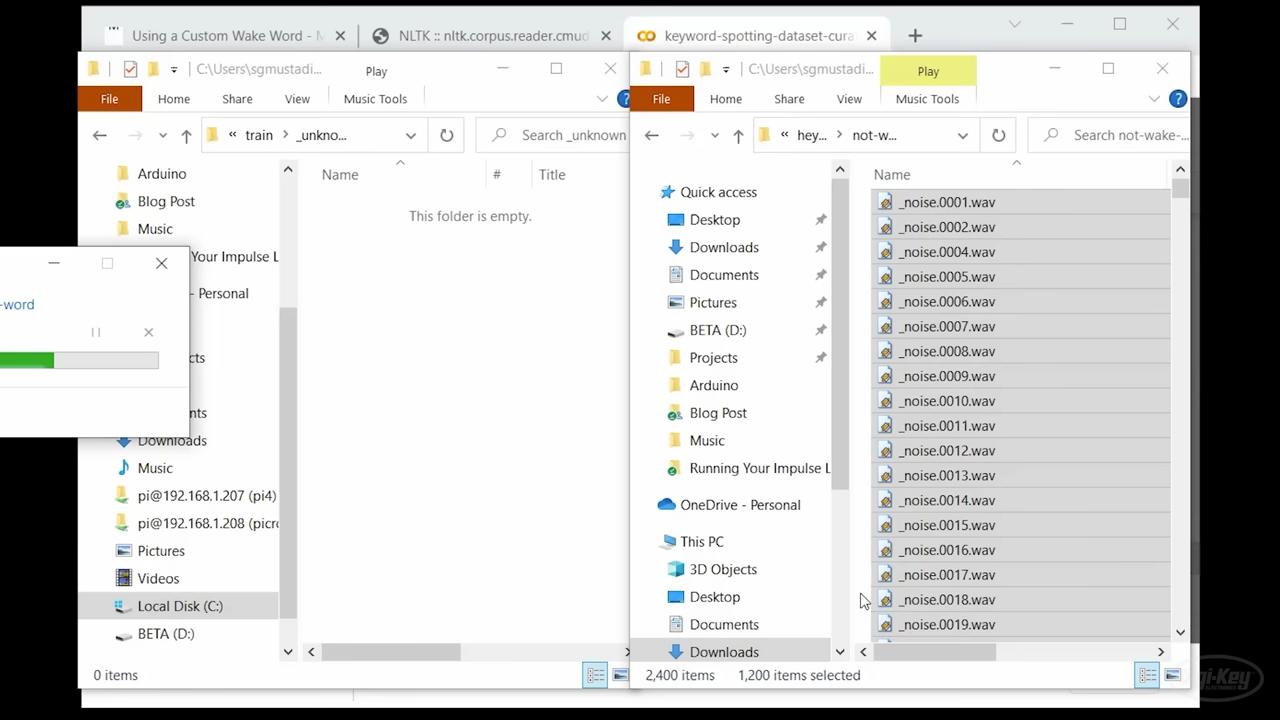 Using a Custom Wake Word - M
NLTK :: nltk.corpus.reader.cmud
keyword-spotting-dataset-cura
C:\Users\sgmustadi...
Play
File
Home
Share
View
Music Tools
« train > _unkno...
Search _unknown
Arduino
Blog Post
Music
Your Impulse L
- Personal
-word
Downloads
Music
pi@192.168.1.207 (pi4)
pi@192.168.1.208 (picro
Pictures
Videos
Local Disk (C:)
BETA (D:)
Name
#
Title
This folder is empty.
0 items
C:\Users\sgmustadi...
Play
File
Home
Share
View
Music Tools
?
« hey... > not-w...
Search not-wake-...
Quick access
Desktop
Downloads
Documents
Pictures
BETA (D:)
Projects
Arduino
Blog Post
Music
Running Your Impulse L
OneDrive - Personal
This PC
3D Objects
Desktop
Documents
Downloads
Name
_noise.0001.wav
_noise.0002.wav
_noise.0004.wav
_noise.0005.wav
_noise.0006.wav
_noise.0007.wav
_noise.0008.wav
_noise.0009.wav
_noise.0010.wav
_noise.0011.wav
_noise.0012.wav
_noise.0013.wav
_noise.0014.wav
_noise.0015.wav
_noise.0016.wav
_noise.0017.wav
_noise.0018.wav
_noise.0019.wav
2,400 items
1,200 items selected